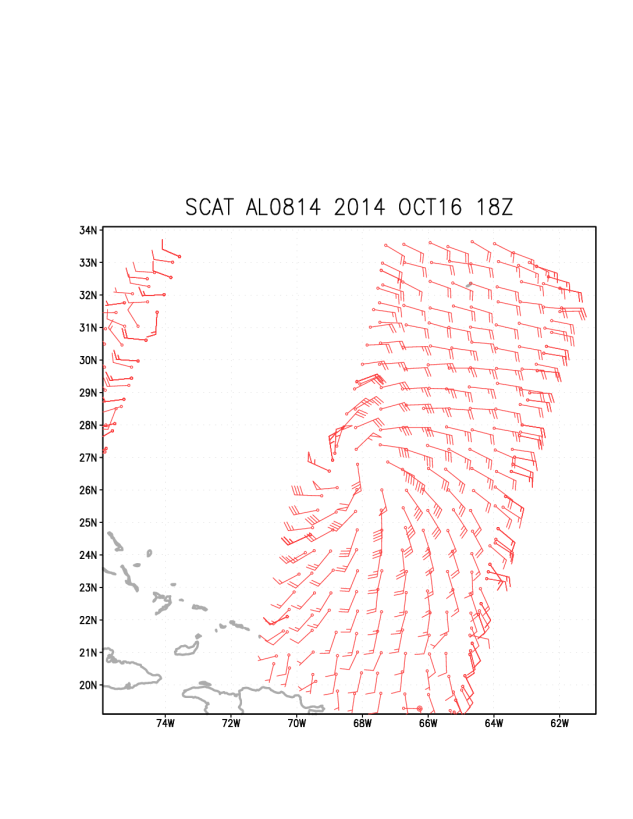 SCAT AL0814 2014 OCT16 18Z
34N
33N
32N
31N
30N
29N
28N
27N
26N
25N
24N
23N
22N
21N
20N
74W 72W 70W 68W 66W 64W 62W